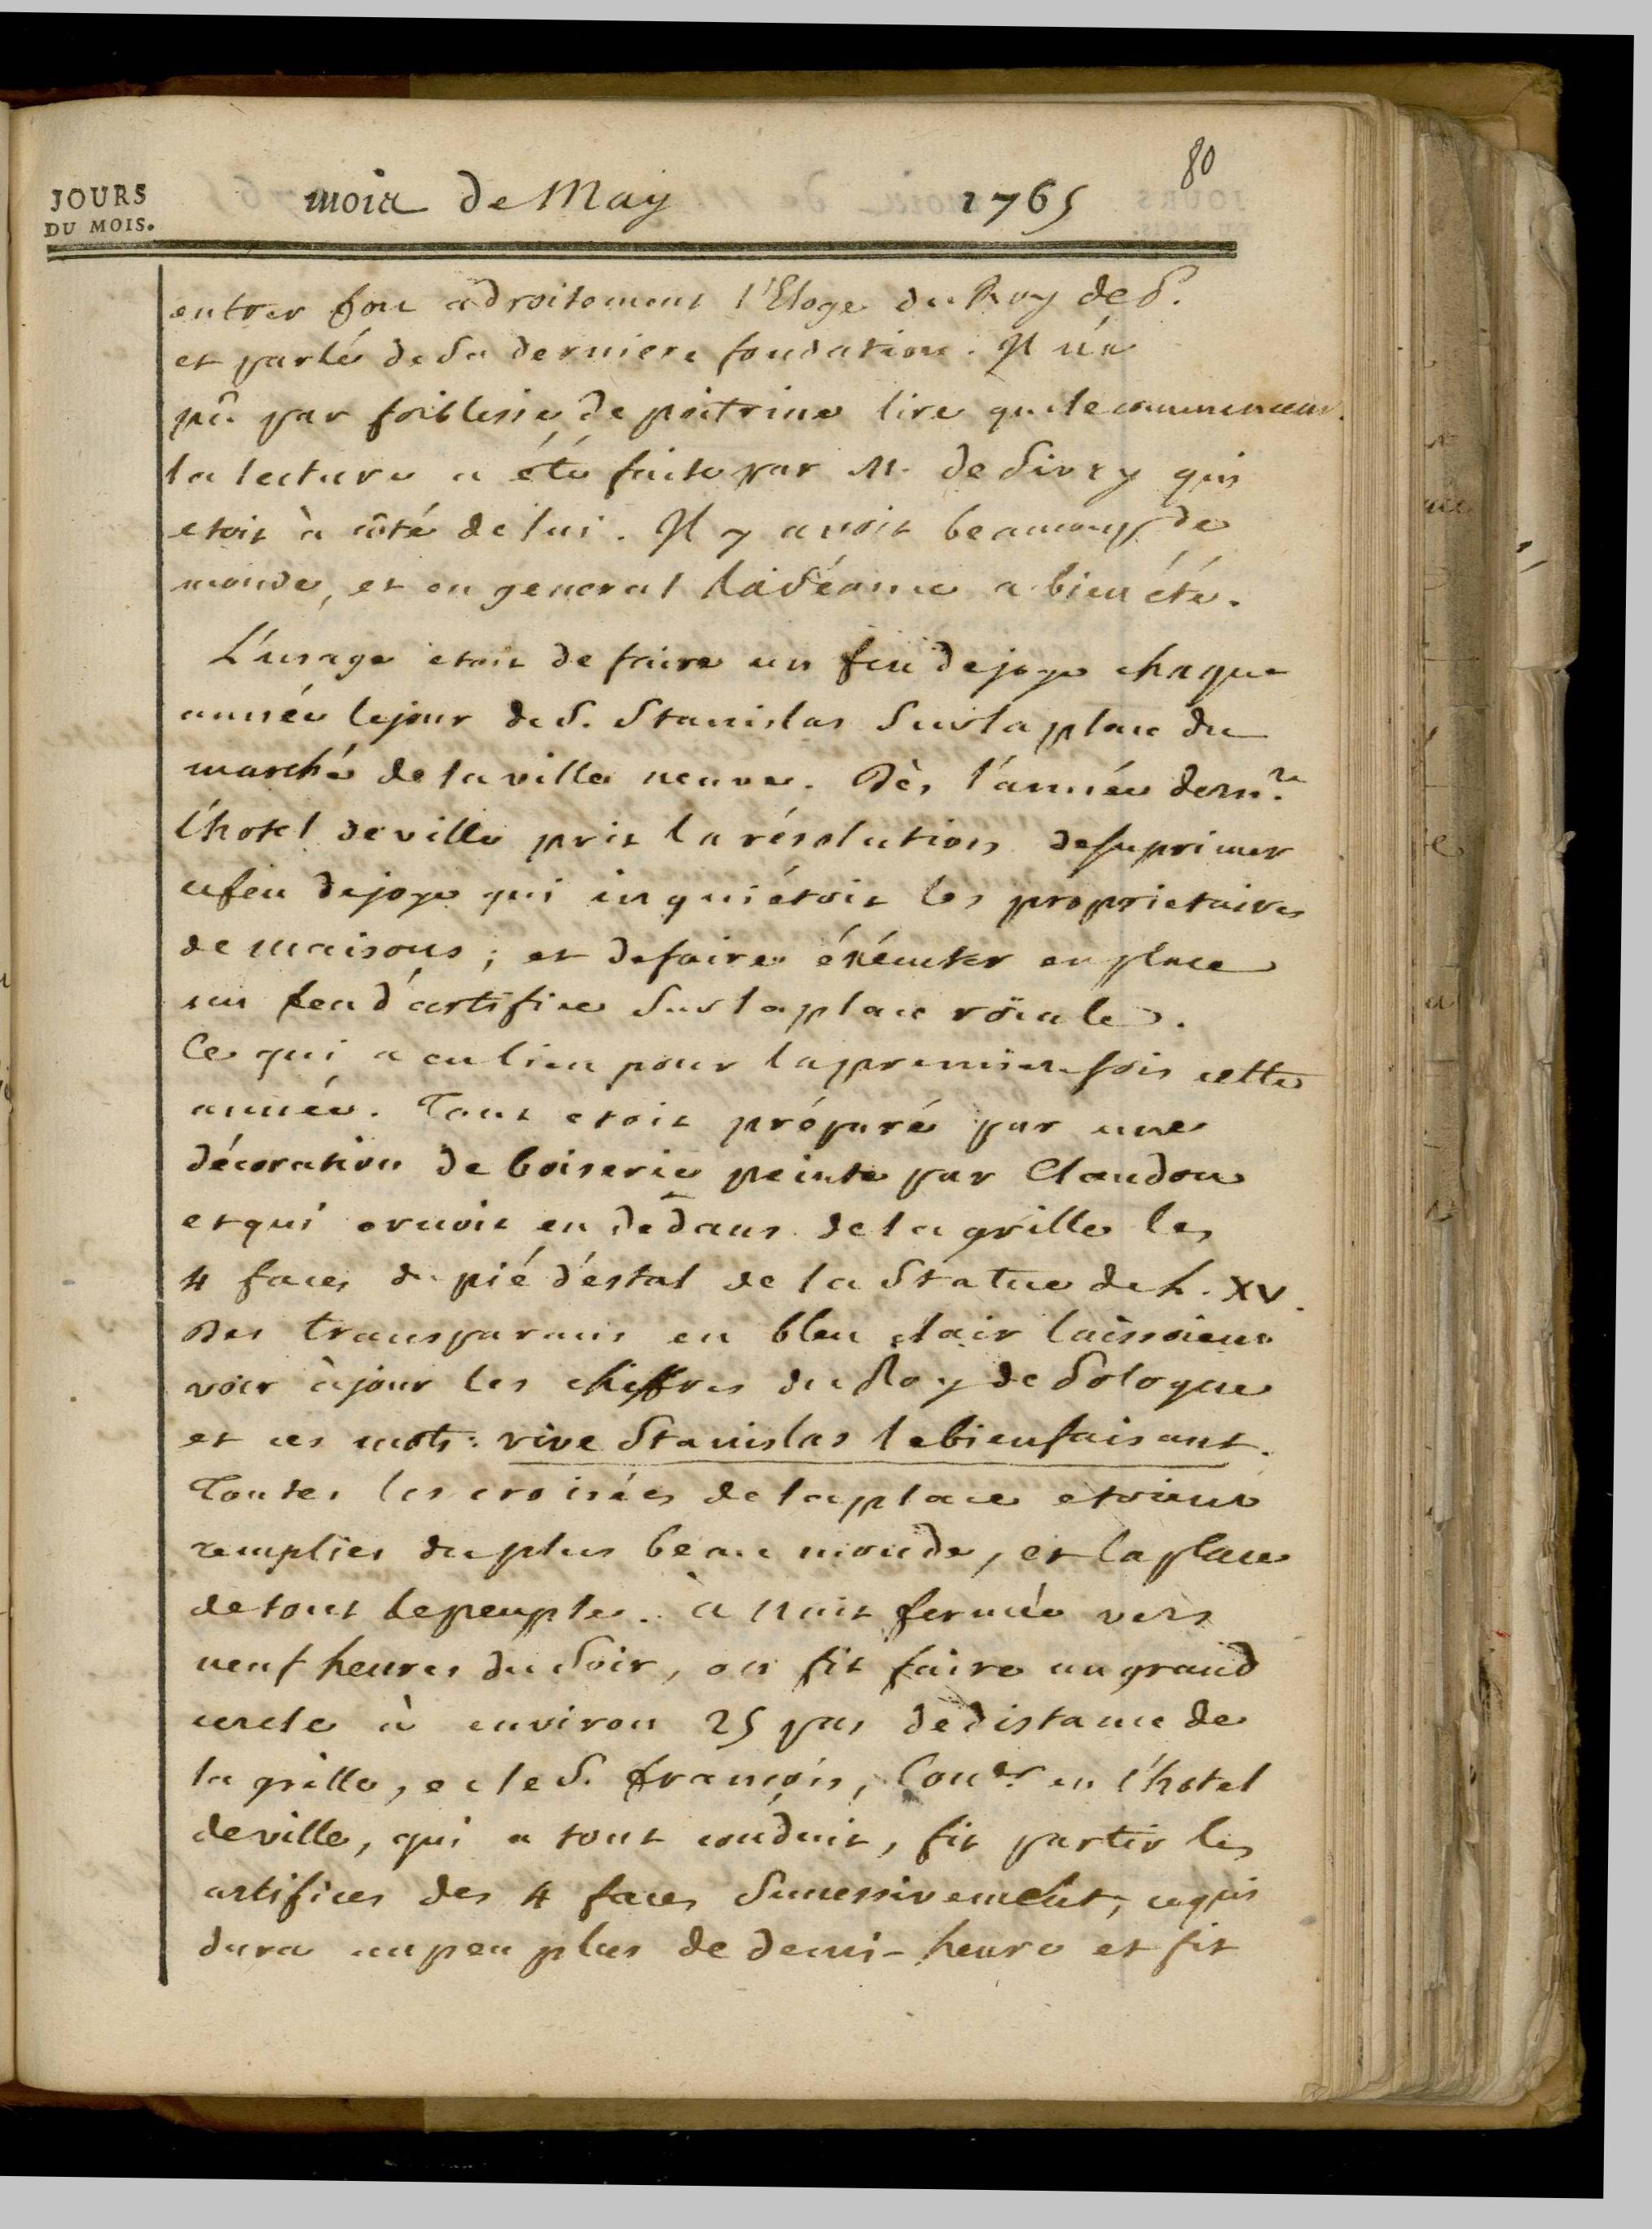 80
JOURS
DU MOIS.
mois de May 1765
entrer fort adroitement l'Eloge du Roy de P.
et parlé de sa derniere fondation. Il n'a
pû par foiblesse de poitrine lire que le commencem.
la lecture a été faite par M. de Sivry qui
etoit à côté de lui. Il y avoit beaucoup de
monde, et en general la séance a bien été.
L'usage etoit de faire un feu de joye chaque
année le jour de S. Stanislas sur la place du
marché de la ville neuve. Dès l'année dern.re
l'hotel de ville prit la résolution de suprimer
ce feu de joye qui inquiétoit les proprietaires
de maisons; et de faire éxécuter en place
un feu d'artifice sur la place roïale.
Ce qui a eu lieu pour la premiere fois cette
année. Tout etoit préparé par une
décoration de boiserie peinte par Claudon
et qui ornoit en dedans de la grille les
4 faces du pié d'estal de la Statue de L. XV.
Des transparans en bleu clair laissoient
voir à jour les chiffres du Roy de Pologne
et ces mots: vive Stanislas le bienfaisant.
Toutes les croisées de la place etoient
remplies du plus beau monde, et la place
de tout le peuple. à nuit fermée vers
neuf heures du soir, on fit faire un grand
cercle à environ 25 pas de distance de
la grille, et le S. françois, Con.er en l'hotel
de ville, qui a tout conduit, fit partir les
artifices des 4 faces successivement, ce qui
dura un peu plus de demi-heure et fit